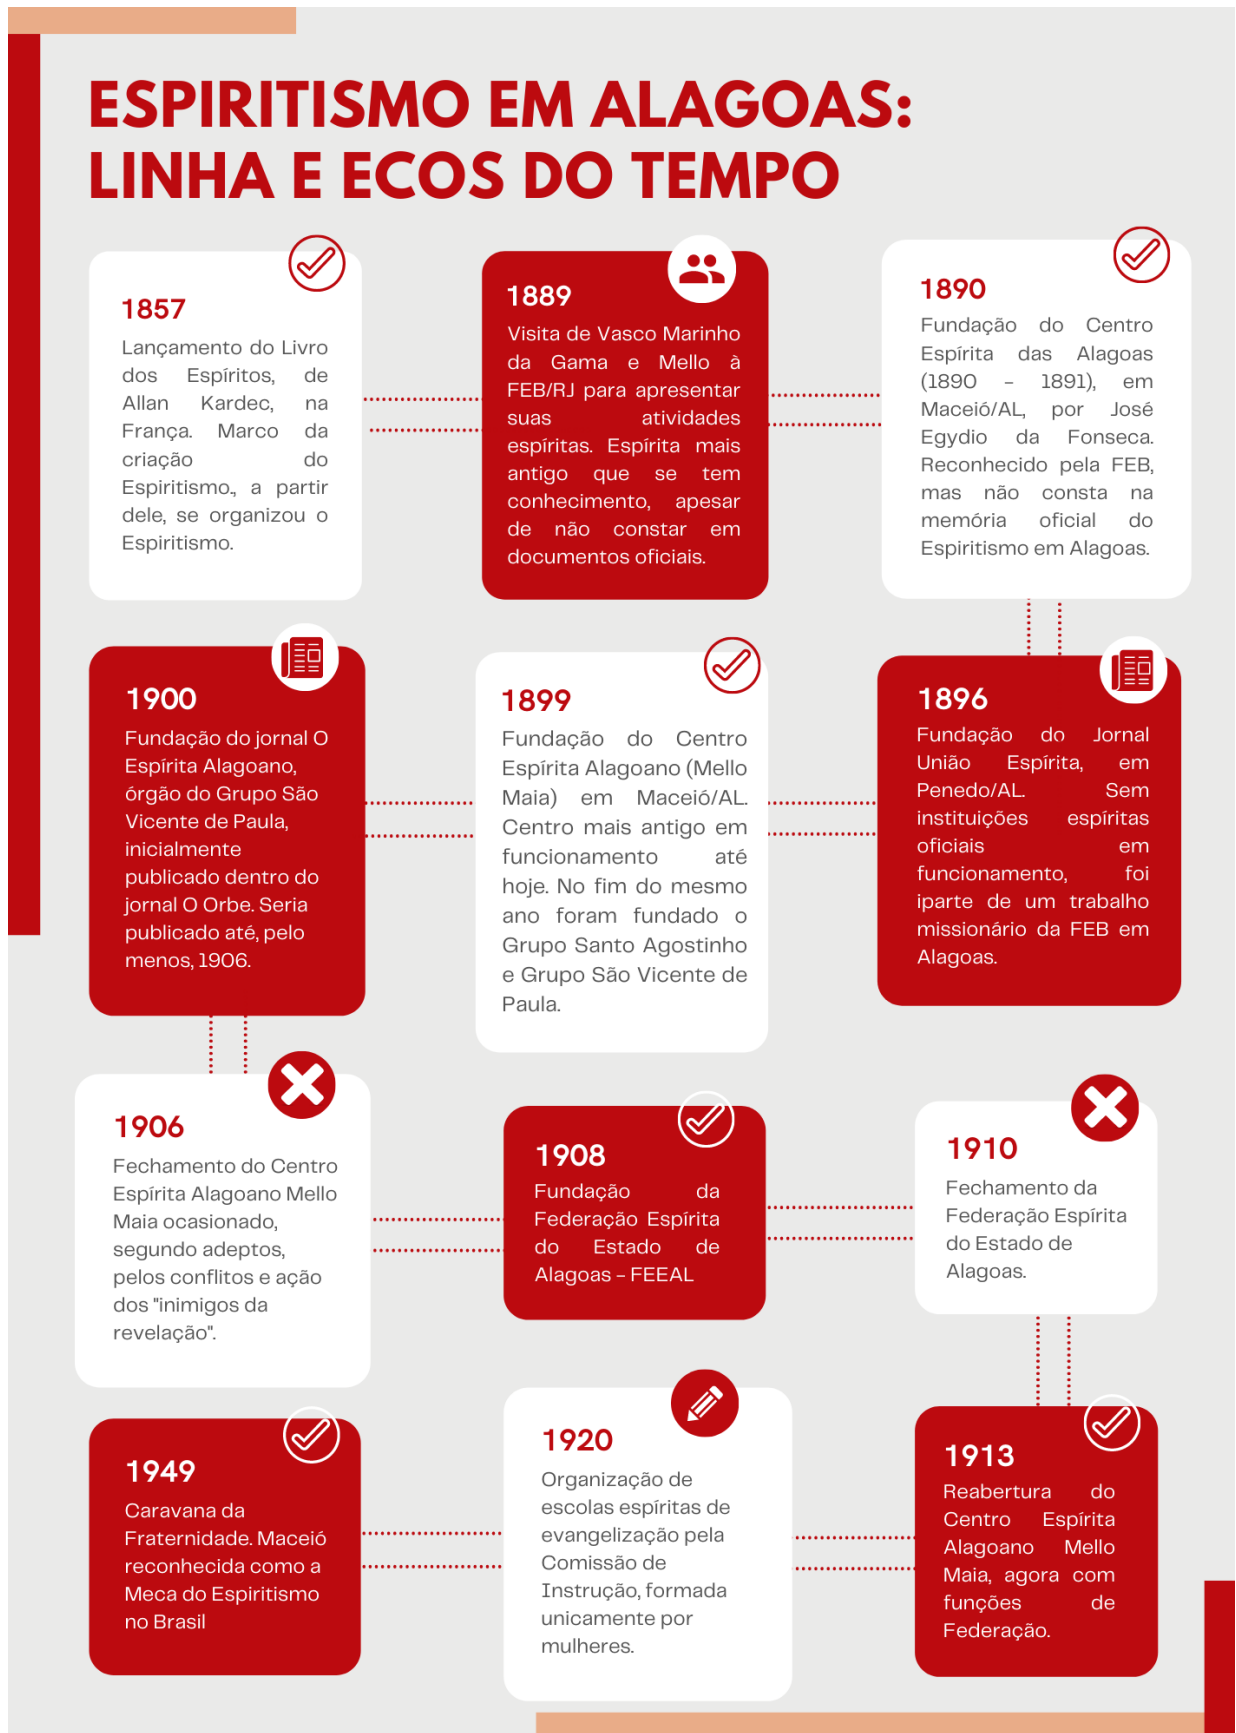 ESPIRITISMO EM ALAGOAS:
LINHA E ECOS DO TEMPO
1857
Lançamento do Livro
dos Espíritos, de
Allan Kardec, na
França. Marco da
criação do
Espiritismo., a partir
dele, se organizou o
Espiritismo.
1889
Visita de Vasco Marinho
da Gama e Mello à
FEB/RJ para apresentar
suas atividades
espíritas. Espírita mais
antigo que se tem
conhecimento, apesar
de não constar em
documentos oficiais.
1890
Fundação do Centro
Espírita das Alagoas
(1890 - 1891), em
Maceió/AL, por José
Egydio da Fonseca.
Reconhecido pela FEB,
mas não consta na
memória oficial do
Espiritismo em Alagoas.
1896
Fundação do Jornal
União Espírita, em
Penedo/AL. Sem
instituições espíritas
oficiais em
funcionamento, foi
iparte de um trabalho
missionário da FEB em
Alagoas.
1899
Fundação do Centro
Espírita Alagoano (Mello
Maia) em Maceió/AL.
Centro mais antigo em
funcionamento até
hoje. No fim do mesmo
ano foram fundado o
Grupo Santo Agostinho
e Grupo São Vicente de
Paula.
1900
Fundação do jornal O
Espírita Alagoano,
órgão do Grupo São
Vicente de Paula,
inicialmente
publicado dentro do
jornal O Orbe. Seria
publicado até, pelo
menos, 1906.
1906
Fechamento do Centro
Espírita Alagoano Mello
Maia ocasionado,
segundo adeptos,
pelos conflitos e ação
dos "inimigos da
revelação".
1908
Fundação da
Federação Espírita
do Estado de
Alagoas - FEEAL
1910
Fechamento da
Federação Espírita
do Estado de
Alagoas.
1913
Reabertura do
Centro Espírita
Alagoano Mello
Maia, agora com
funções de
Federação.
1920
Organização de
escolas espíritas de
evangelização pela
Comissão de
Instrução, formada
unicamente por
mulheres.
1949
Caravana da
Fraternidade. Maceió
reconhecida como a
Meca do Espiritismo
no Brasil